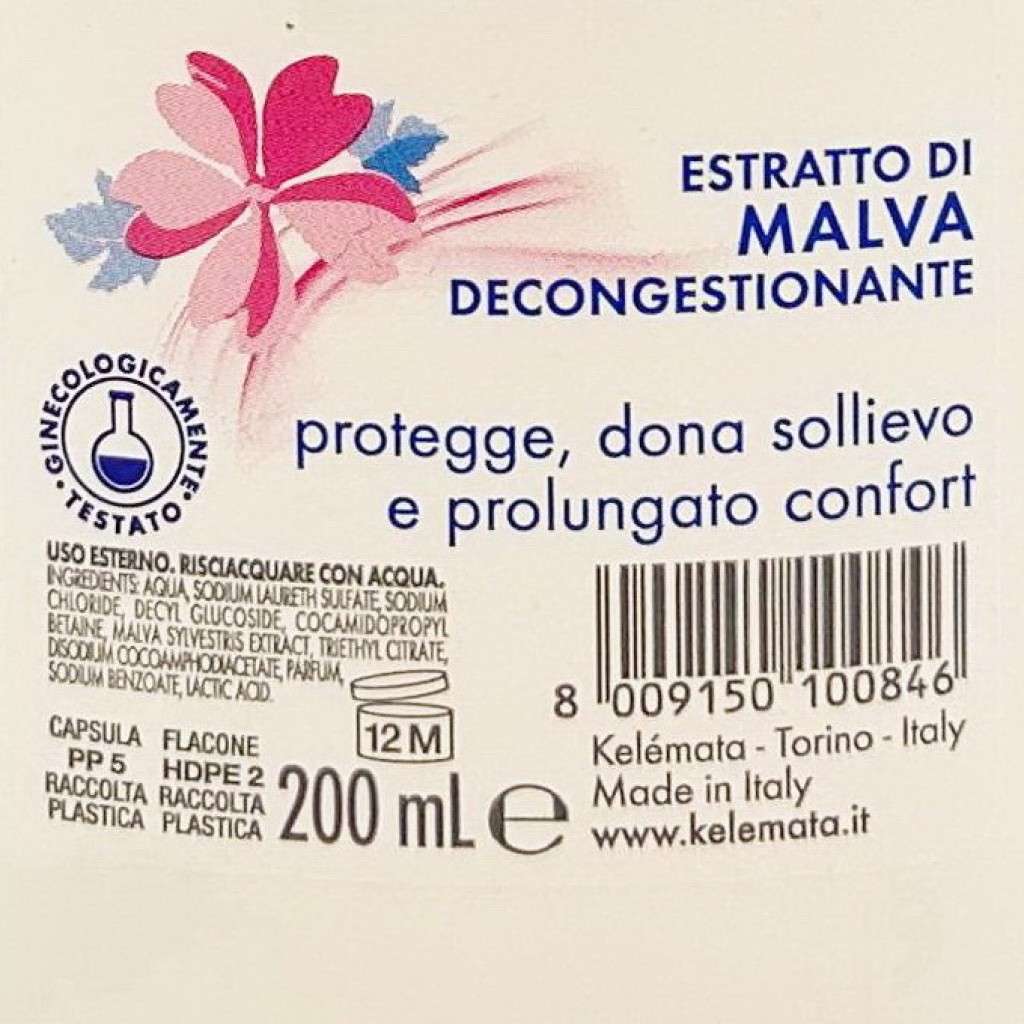 ESTRATTO DI
MALVA
DECONGESTIONANTE
GINECOLOGICAMENTE
• TESTATO •
protegge, dona sollievo
e prolungato confort
USO ESTERNO. RISCIACQUARE CON ACQUA.
INGREDIENTS: AQUA, SODIUM LAURETH SULFATE, SODIUM
CHLORIDE, DECYL GLUCOSIDE, COCAMIDOPROPYL
BETAINE, MALVA SYLVESTRIS EXTRACT, TRIETHYL CITRATE,
DISODIUM COCOAMPHODIACETATE, PARFUM,
SODIUM BENZOATE, LACTIC ACID.
12 M
CAPSULA
PP 5
RACCOLTA
PLASTICA
FLACONE
HDPE 2
RACCOLTA
PLASTICA
200 mL e
8 009150 100846
Kelémata - Torino - Italy
Made in Italy
www.kelemata.it